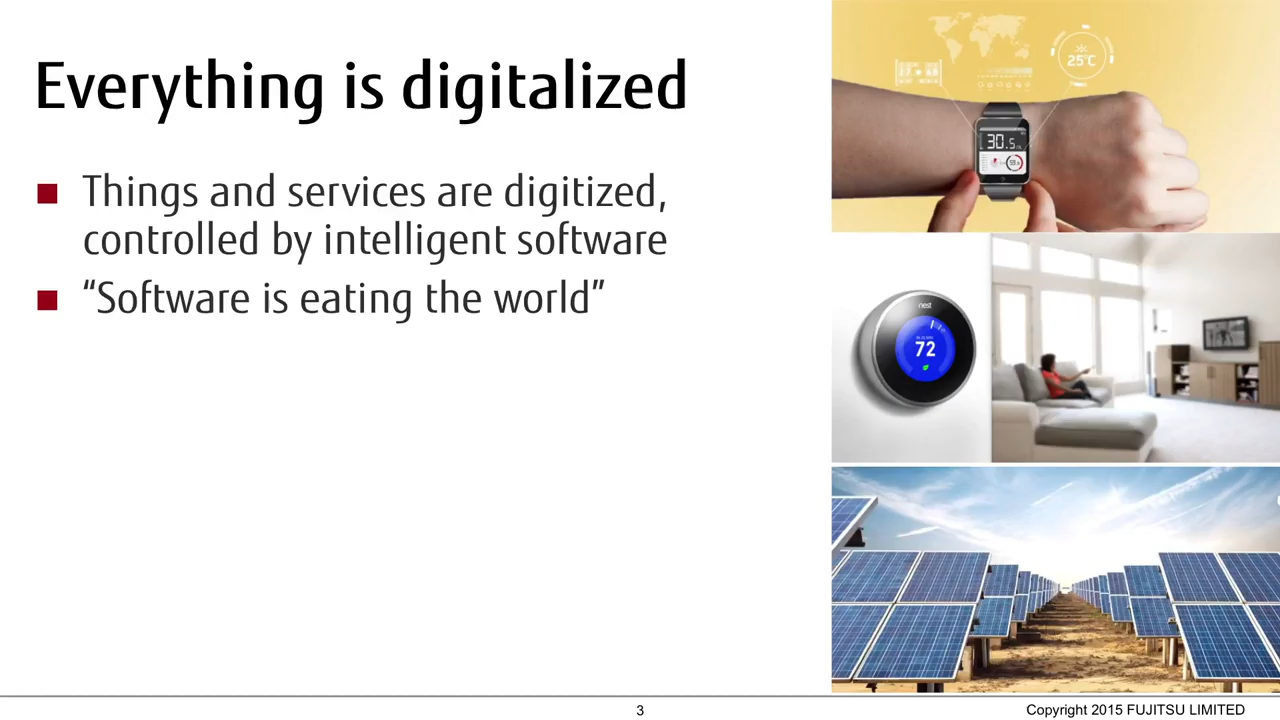 Everything is digitalized
■ Things and services are digitized,
controlled by intelligent software
■ “Software is eating the world”
25°C
30.5
nest
72
3
Copyright 2015 FUJITSU LIMITED